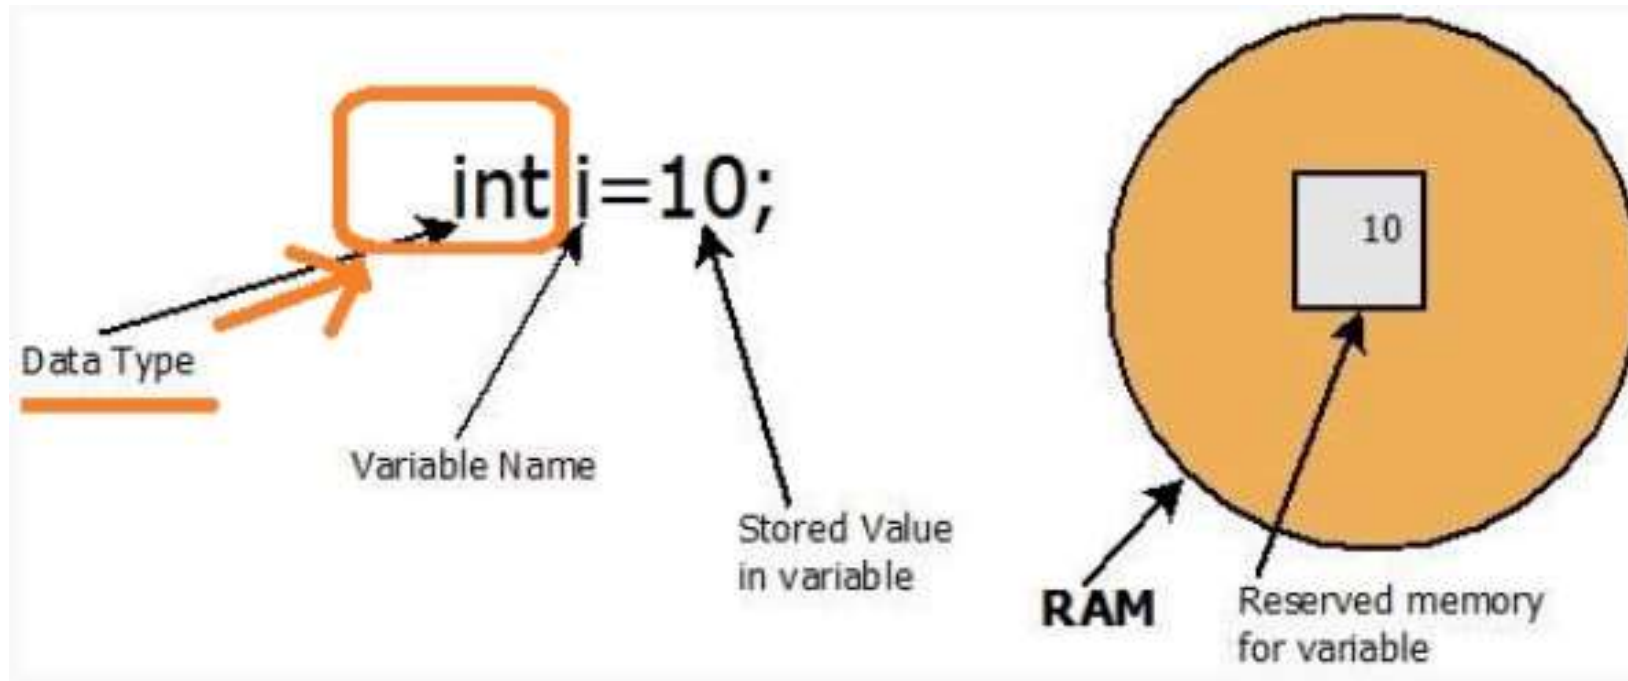 int i=10;
Data Type
Variable Name
Stored Value
in variable
10
RAM
Reserved memory
for variable